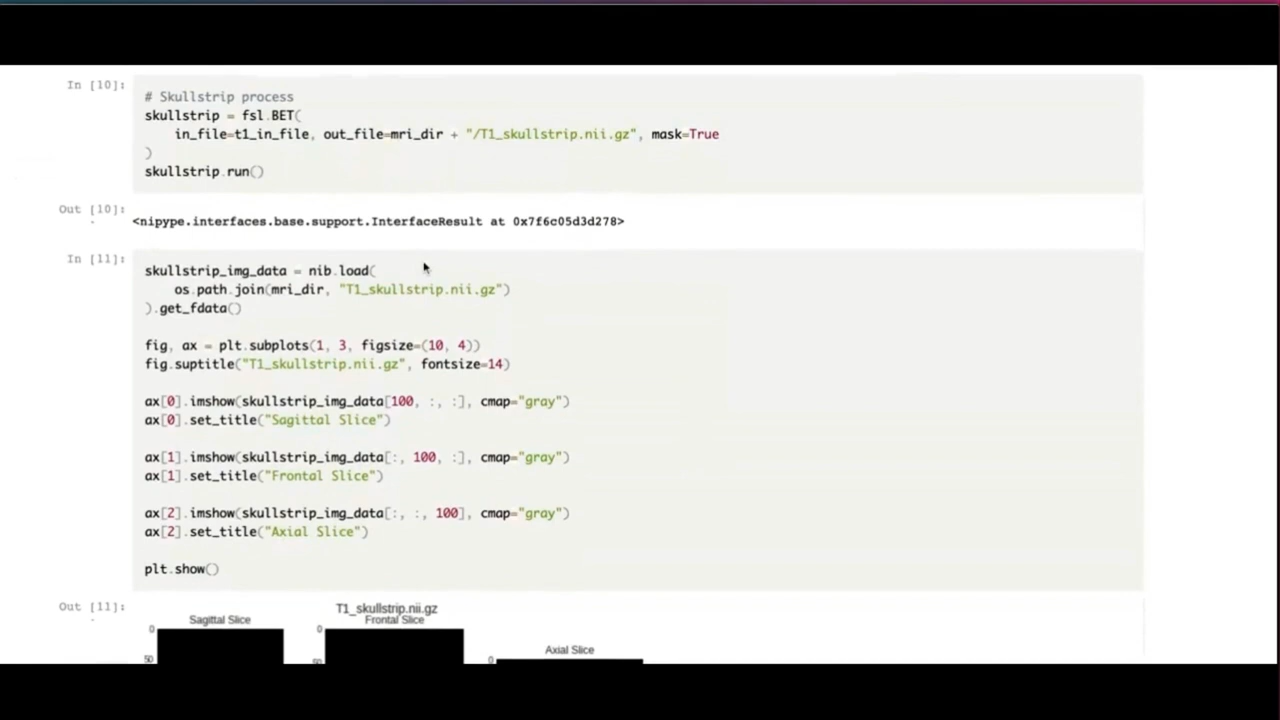 In [10]:
# Skullstrip process
skullstrip = fsl.BET(
    in_file=t1_in_file, out_file=mri_dir + "/T1_skullstrip.nii.gz", mask=True
)
skullstrip.run()
Out [10]:
<nipype.interfaces.base.support.InterfaceResult at 0x7f6c05d3d278>
In [11]:
skullstrip_img_data = nib.load(
    os.path.join(mri_dir, "T1_skullstrip.nii.gz")
).get_fdata()
fig, ax = plt.subplots(1, 3, figsize=(10, 4))
fig.suptitle("T1_skullstrip.nii.gz", fontsize=14)
ax[0].imshow(skullstrip_img_data[100, :, :], cmap="gray")
ax[0].set_title("Sagittal Slice")
ax[1].imshow(skullstrip_img_data[:, 100, :], cmap="gray")
ax[1].set_title("Frontal Slice")
ax[2].imshow(skullstrip_img_data[:, :, 100], cmap="gray")
ax[2].set_title("Axial Slice")
plt.show()
Out [11]:
T1_skullstrip.nii.gz
Sagittal Slice
Frontal Slice
0
0
Axial Slice
50
50
0